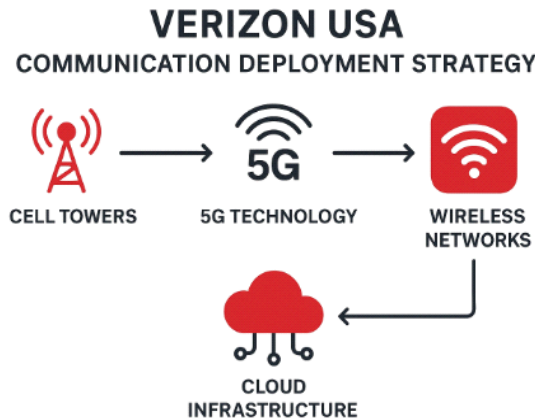 VERIZON USA
COMMUNICATION DEPLOYMENT STRATEGY
5G
CELL TOWERS
5G TECHNOLOGY
WIRELESS
NETWORKS
CLOUD
INFRASTRUCTURE